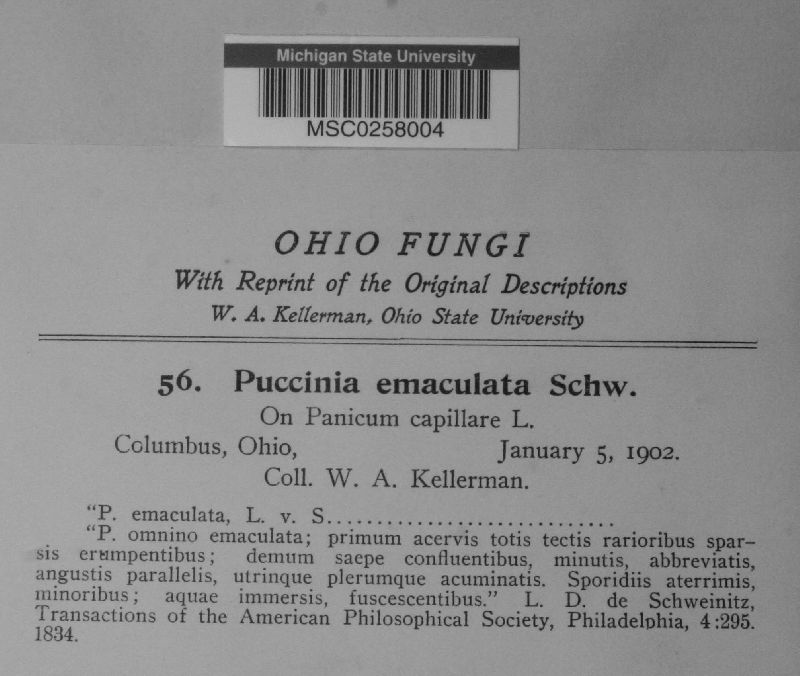 Michigan State University
MSC0258004
OHIO FUNGI
With Reprint of the Original Descriptions
W. A. Kellerman, Ohio State University
56. Puccinia emaculata Schw.
On Panicum capillare L.
Columbus, Ohio, January 5, 1902.
Coll. W. A. Kellerman.
“P. emaculata, L. v. S.............................
“P. omnino emaculata; primum acervis totis tectis rarioribus spar-
sis erumpentibus; demum saepe confluentibus, minutis, abbreviatis,
angustis parallelis, utrinque plerumque acuminatis. Sporidiis aterrimis,
minoribus; aquae immersis, fuscescentibus.” L. D. de Schweinitz,
Transactions of the American Philosophical Society, Philadelphia, 4:295.
1834.